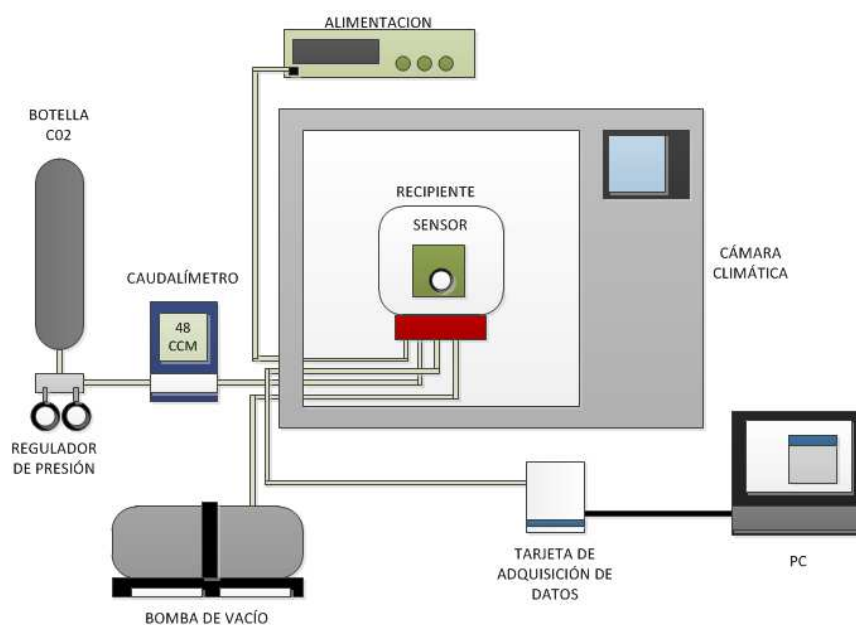 ALIMENTACION
BOTELLA
C02
RECIPIENTE
SENSOR
CÁMARA
CLIMÁTICA
CAUDALÍMETRO
48
CCM
REGULADOR
DE PRESIÓN
TARJETA DE
ADQUISICIÓN DE
DATOS
PC
BOMBA DE VACÍO